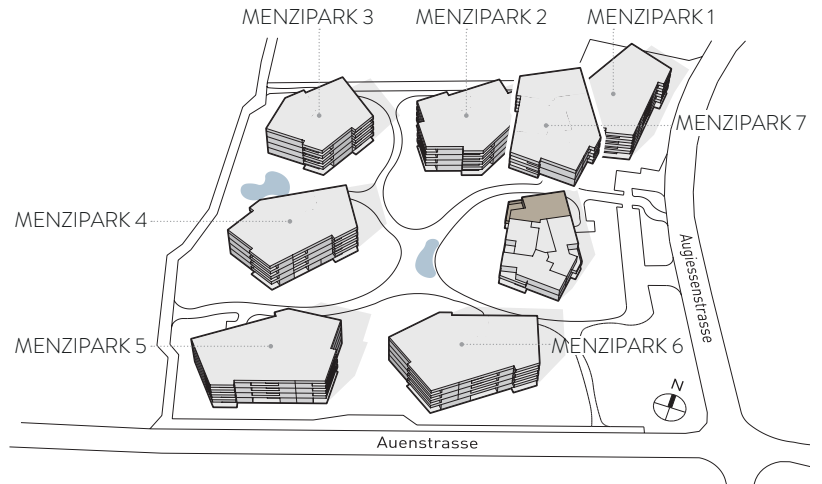 MENZIPARK 3
MENZIPARK 2
MENZIPARK 1
MENZIPARK 7
MENZIPARK 4
Augiessenstrasse
MENZIPARK 5
MENZIPARK 6
N
Auenstrasse